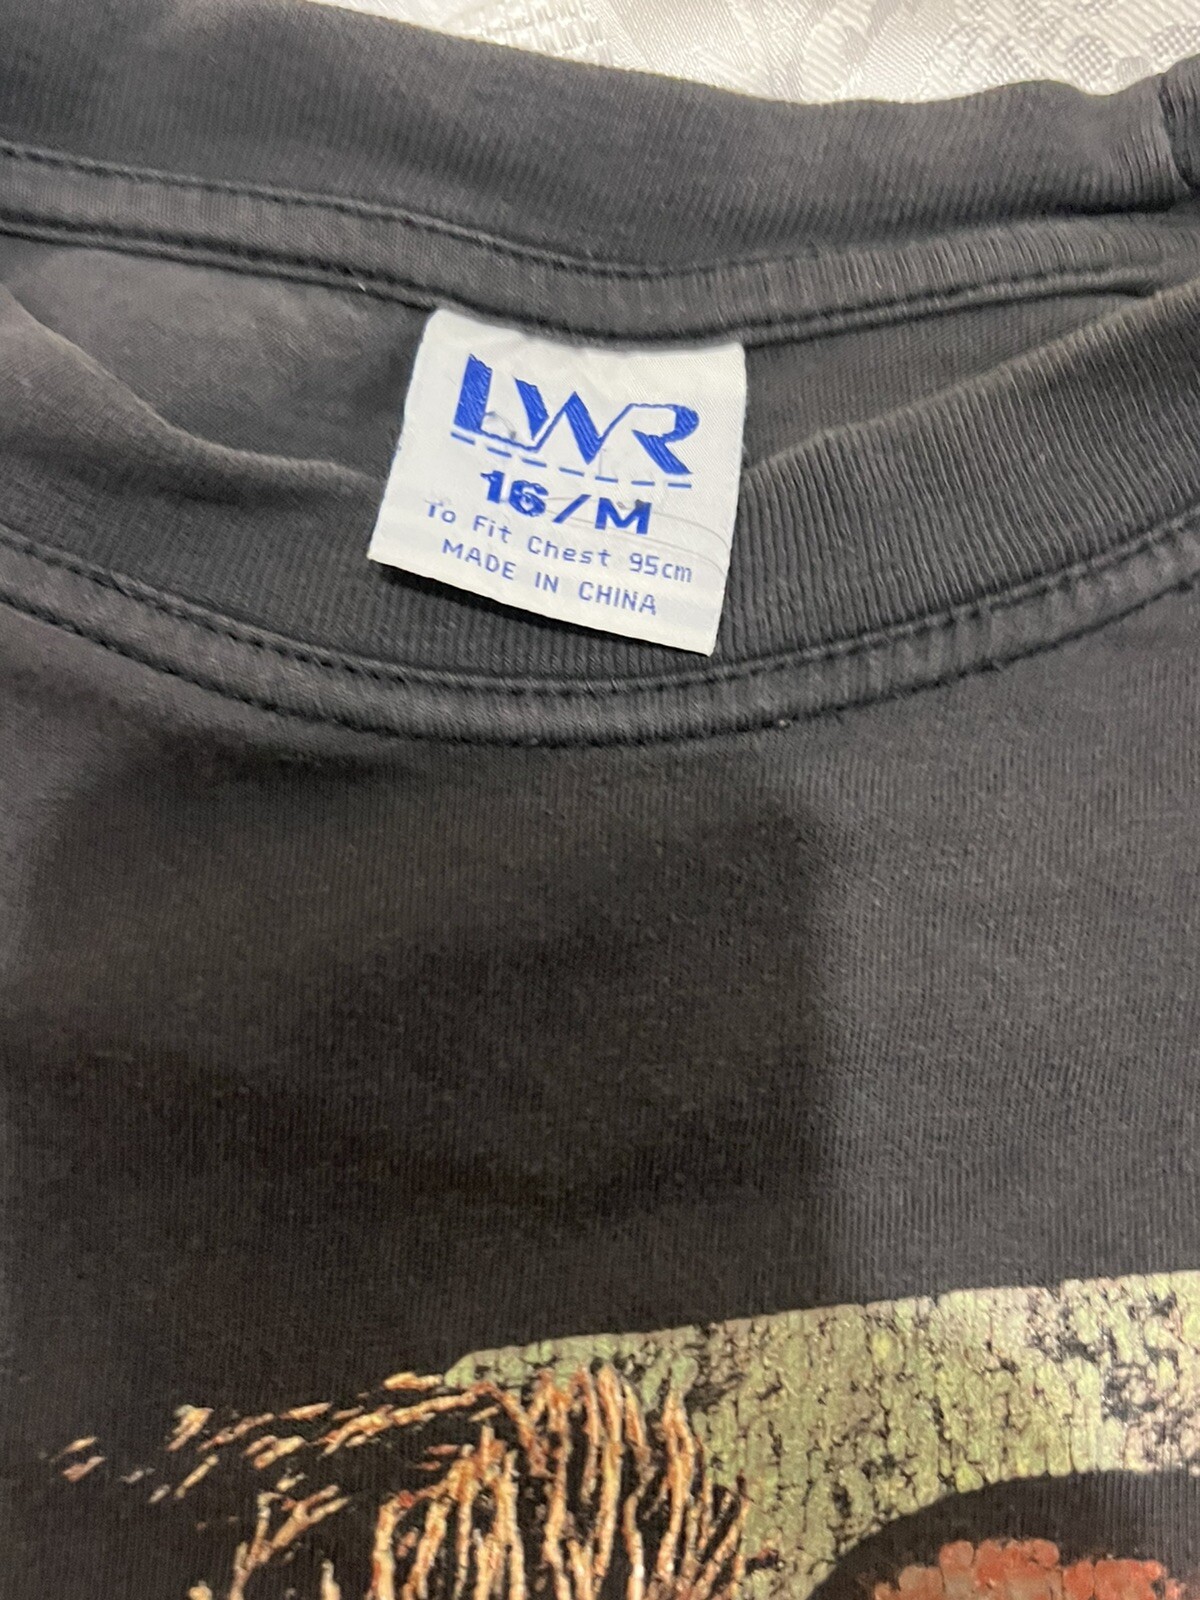 LWR
16/M
To Fit Chest 95cm
MADE IN CHINA